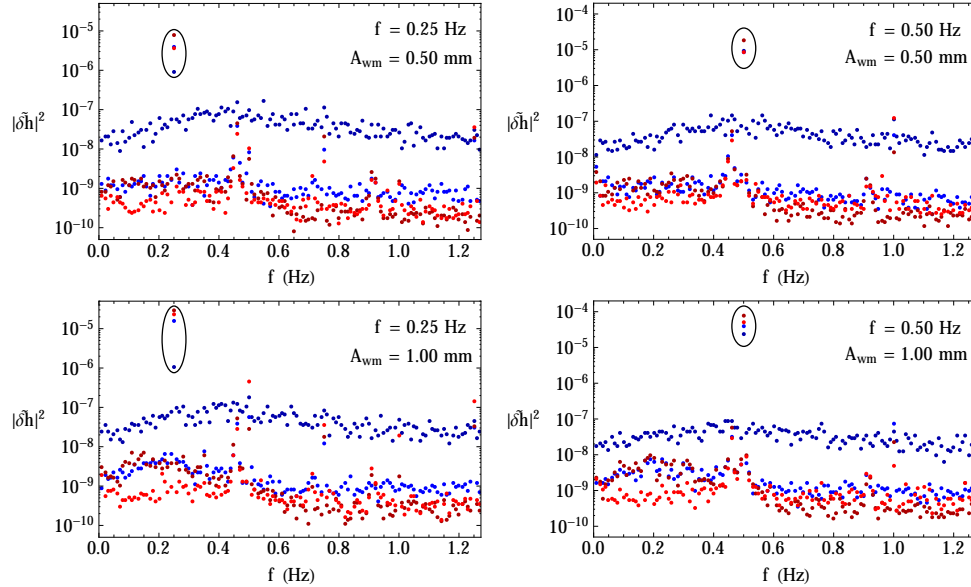 10⁻⁵
10⁻⁶
10⁻⁷
10⁻⁸
10⁻⁹
10⁻¹⁰
|δ̃h|²
f = 0.25 Hz
A_wm = 0.50 mm
0.0 0.2 0.4 0.6 0.8 1.0 1.2
f (Hz)
10⁻⁴
10⁻⁵
10⁻⁶
10⁻⁷
10⁻⁸
10⁻⁹
10⁻¹⁰
|δ̃h|²
f = 0.50 Hz
A_wm = 0.50 mm
0.0 0.2 0.4 0.6 0.8 1.0 1.2
f (Hz)
10⁻⁵
10⁻⁶
10⁻⁷
10⁻⁸
10⁻⁹
10⁻¹⁰
|δ̃h|²
f = 0.25 Hz
A_wm = 1.00 mm
0.0 0.2 0.4 0.6 0.8 1.0 1.2
f (Hz)
10⁻⁴
10⁻⁵
10⁻⁶
10⁻⁷
10⁻⁸
10⁻⁹
10⁻¹⁰
|δ̃h|²
f = 0.50 Hz
A_wm = 1.00 mm
0.0 0.2 0.4 0.6 0.8 1.0 1.2
f (Hz)